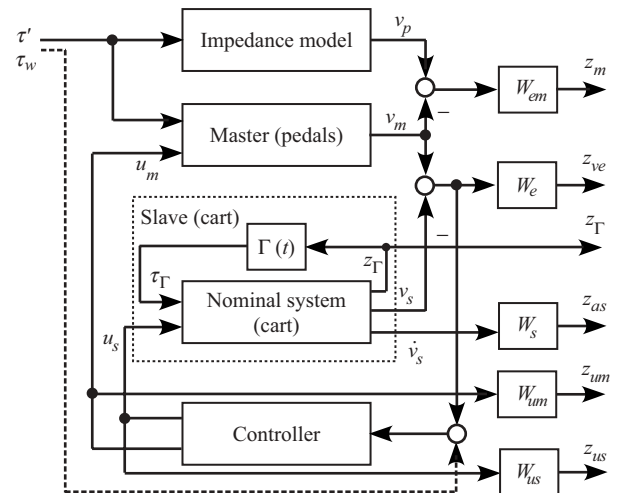 τ'
τ_w
Impedance model
v_p
z_m
W_em
−
v_m
Master (pedals)
u_m
z_ve
W_e
Slave (cart)
−
z_Γ
Γ(t)
τ_Γ
z_Γ
Nominal system
(cart)
v_s
z_as
W_s
u_s
v̇_s
z_um
W_um
Controller
z_us
W_us